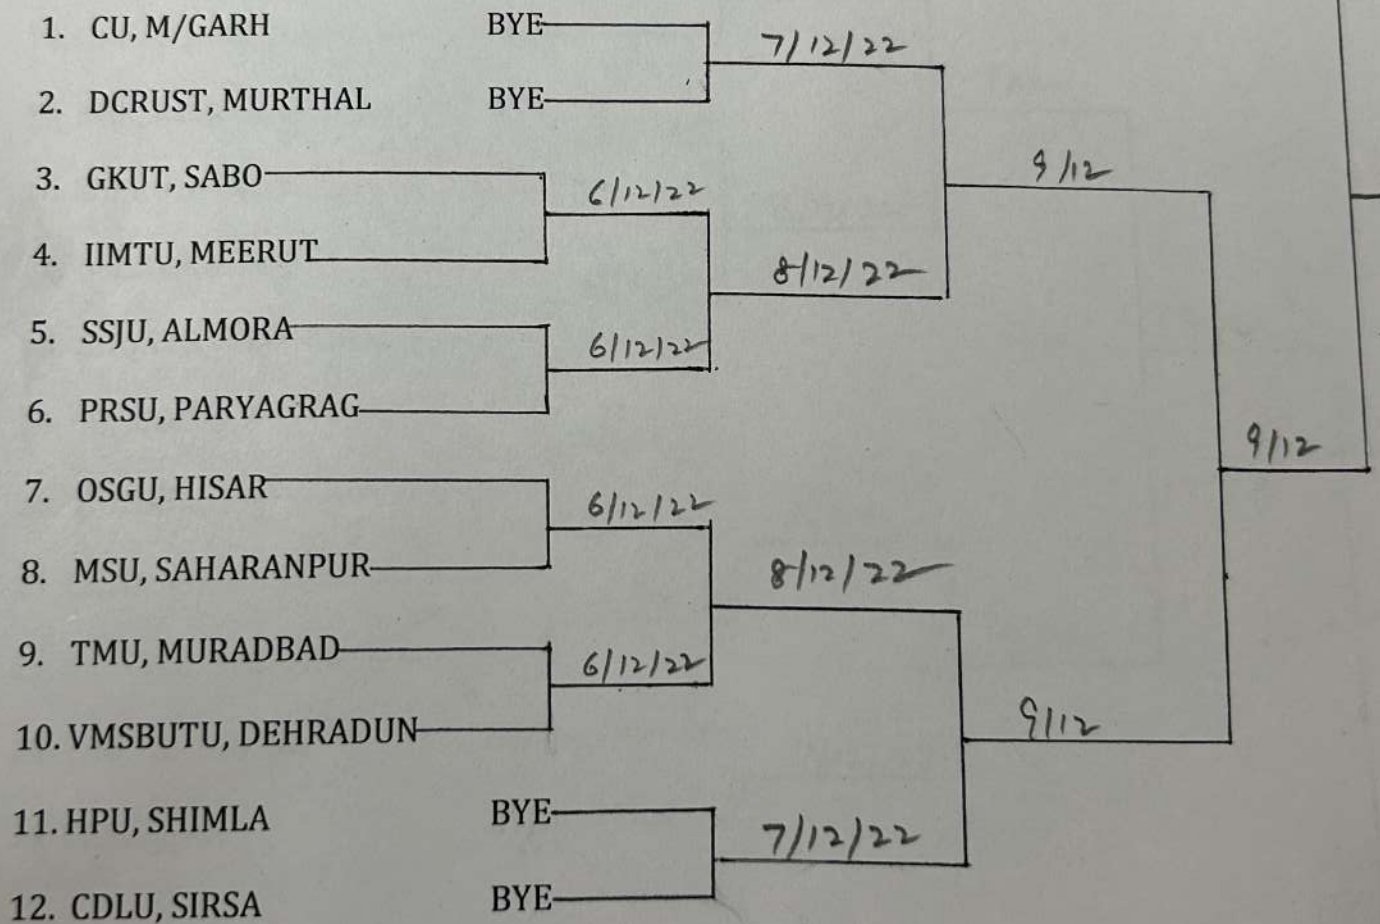 1. CU, M/GARH BYE
7/12/22
2. DCRUST, MURTHAL BYE
9/12
3. GKUT, SABO
6/12/22
4. IIMTU, MEERUT
8/12/22
5. SSJU, ALMORA
6/12/22
6. PRSU, PARYAGRAG
9/12
7. OSGU, HISAR
6/12/22
8. MSU, SAHARANPUR
8/12/22
9. TMU, MURADBAD
6/12/22
10. VMSBUTU, DEHRADUN
9/12
11. HPU, SHIMLA BYE
7/12/22
12. CDLU, SIRSA BYE